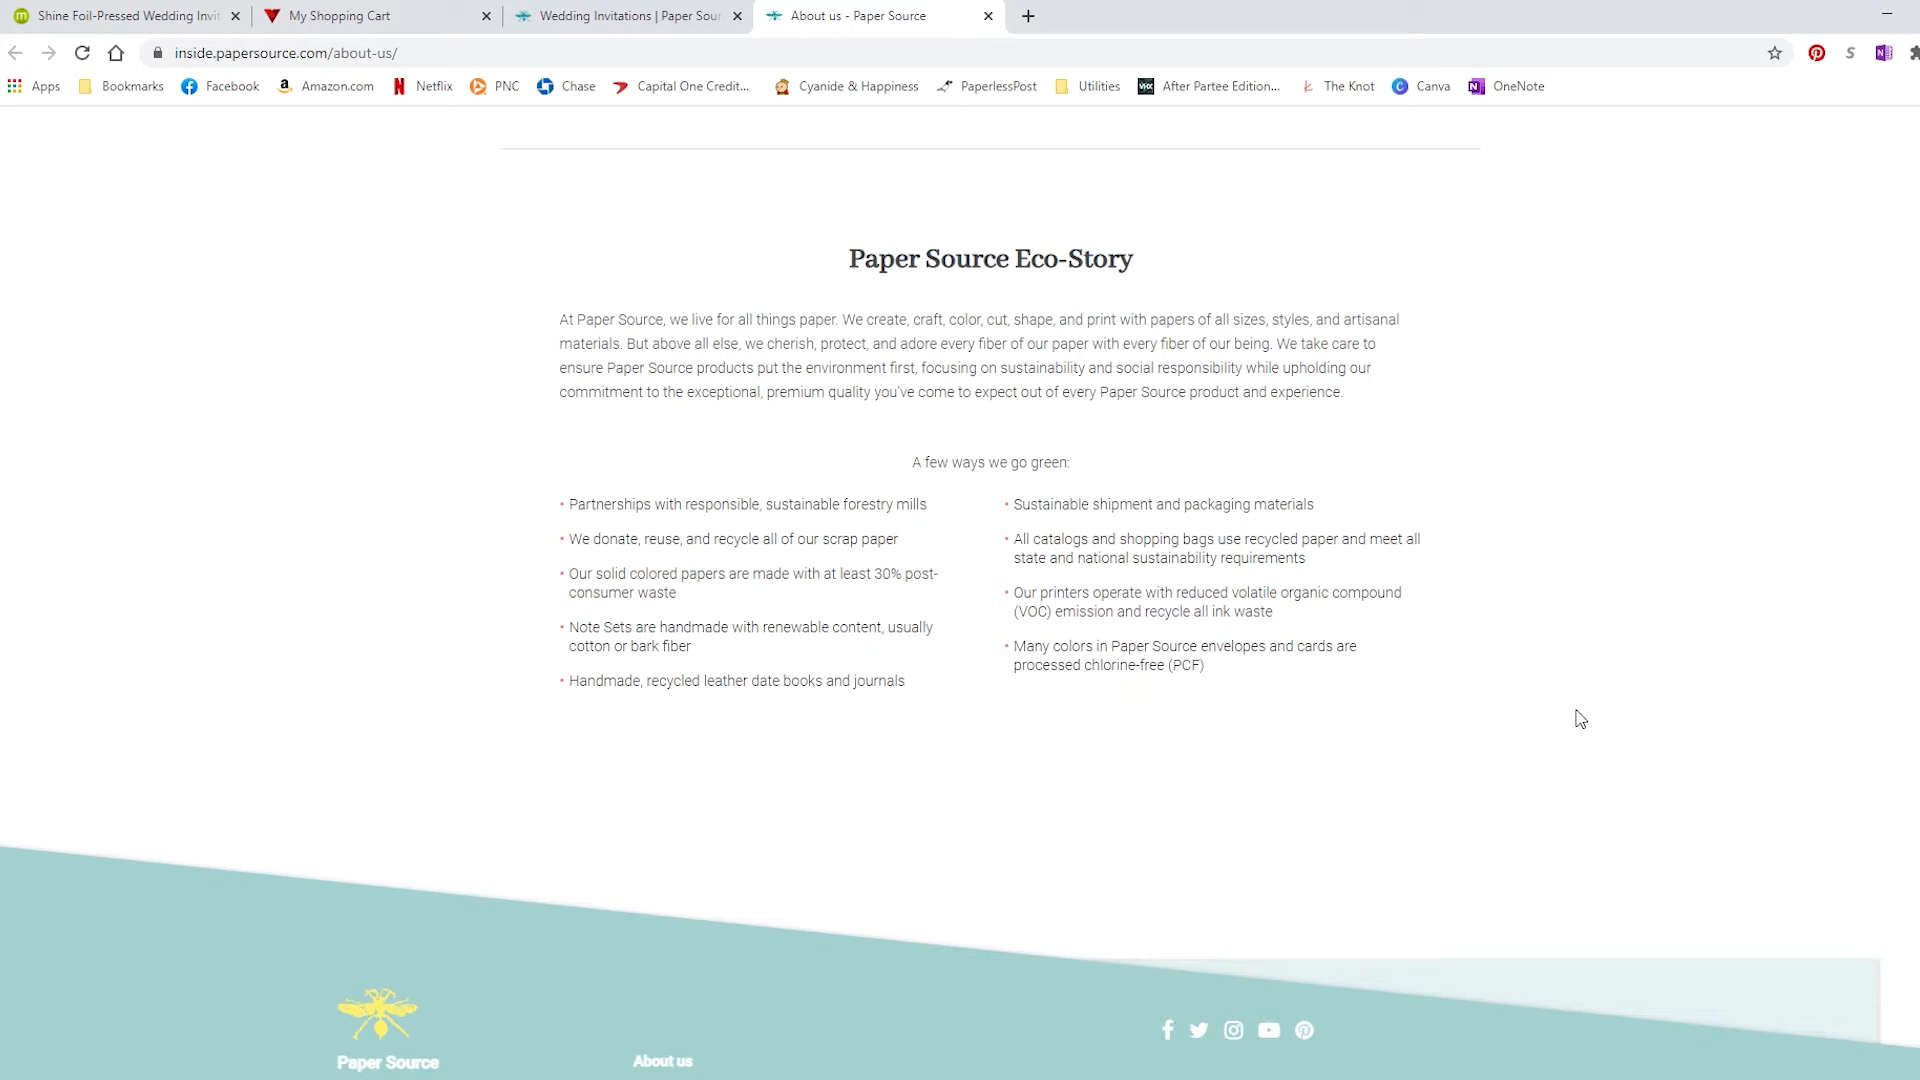 Shine Foil-Pressed Wedding Invit
My Shopping Cart
Wedding Invitations | Paper Sour
About us - Paper Source
inside.papersource.com/about-us/
Apps
Bookmarks
Facebook
Amazon.com
Netflix
PNC
Chase
Capital One Credit...
Cyanide & Happiness
PaperlessPost
Utilities
After Partee Edition...
The Knot
Canva
OneNote
Paper Source Eco-Story
At Paper Source, we live for all things paper. We create, craft, color, cut, shape, and print with papers of all sizes, styles, and artisanal
materials. But above all else, we cherish, protect, and adore every fiber of our paper with every fiber of our being. We take care to
ensure Paper Source products put the environment first, focusing on sustainability and social responsibility while upholding our
commitment to the exceptional, premium quality you've come to expect out of every Paper Source product and experience.
A few ways we go green:
• Partnerships with responsible, sustainable forestry mills
• We donate, reuse, and recycle all of our scrap paper
• Our solid colored papers are made with at least 30% post-
consumer waste
• Note Sets are handmade with renewable content, usually
cotton or bark fiber
• Handmade, recycled leather date books and journals
• Sustainable shipment and packaging materials
• All catalogs and shopping bags use recycled paper and meet all
state and national sustainability requirements
• Our printers operate with reduced volatile organic compound
(VOC) emission and recycle all ink waste
• Many colors in Paper Source envelopes and cards are
processed chlorine-free (PCF)
Paper Source
About us